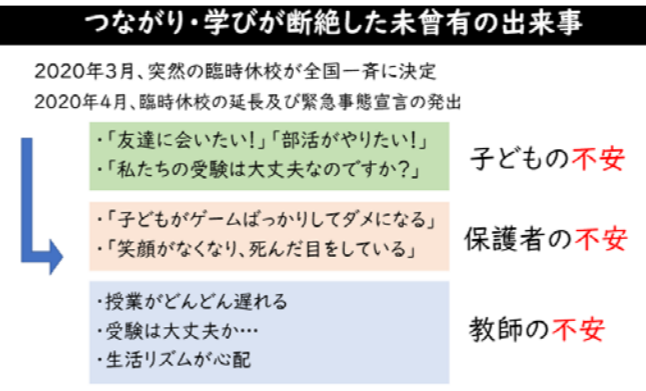 つながり・学びが断絶した未曾有の出来事
2020年3月、突然の臨時休校が全国一斉に決定
2020年4月、臨時休校の延長及び緊急事態宣言の発出
・「友達に会いたい!」「部活がやりたい!」
・「私たちの受験は大丈夫なのですか?」
子どもの不安
・「子どもがゲームばっかりしてダメになる」
・「笑顔がなくなり、死んだ目をしている」
保護者の不安
・授業がどんどん遅れる
・受験は大丈夫か…
・生活リズムが心配
教師の不安